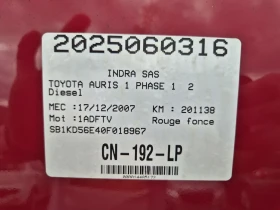 2025060316
INDRA SAS
TOYOTA AURIS 1 PHASE 1 2
Diesel
MEC :17/12/2007 KM : 201138
Mot :1ADFTV Rouge fonce
SB1KD56E40F018967
CN-192-LP